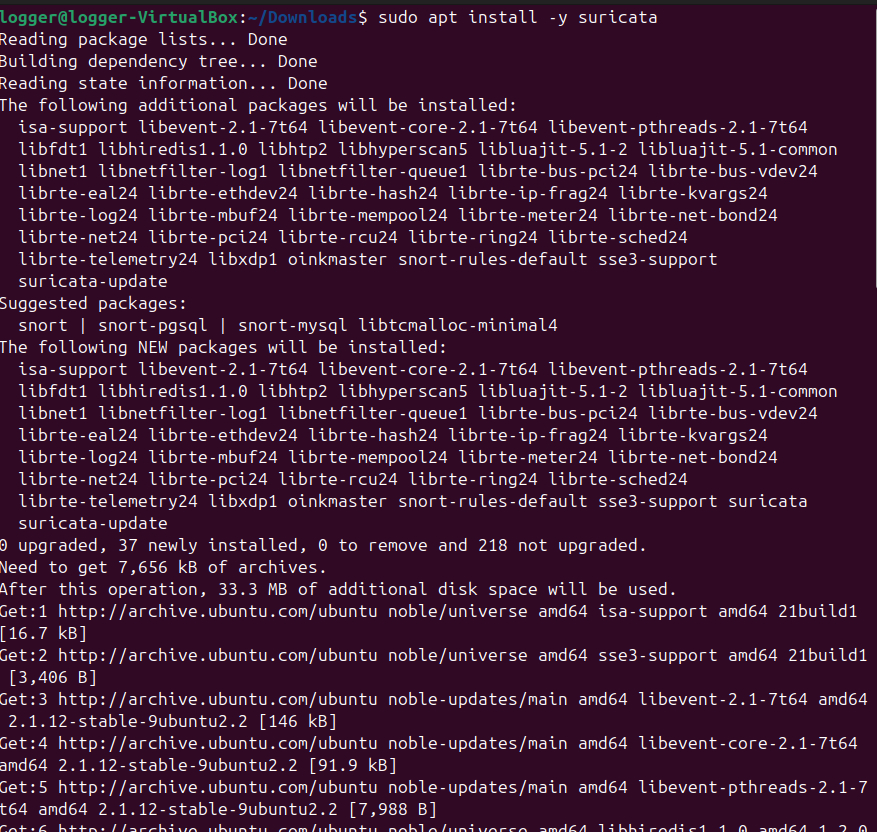 logger@logger-VirtualBox:~/Downloads$ sudo apt install -y suricata
Reading package lists... Done
Building dependency tree... Done
Reading state information... Done
The following additional packages will be installed:
  isa-support libevent-2.1-7t64 libevent-core-2.1-7t64 libevent-pthreads-2.1-7t64
  libfdt1 libhiredis1.1.0 libhtp2 libhyperscan5 libluajit-5.1-2 libluajit-5.1-common
  libnet1 libnetfilter-log1 libnetfilter-queue1 librte-bus-pci24 librte-bus-vdev24
  librte-eal24 librte-ethdev24 librte-hash24 librte-ip-frag24 librte-kvargs24
  librte-log24 librte-mbuf24 librte-mempool24 librte-meter24 librte-net-bond24
  librte-net24 librte-pci24 librte-rcu24 librte-ring24 librte-sched24
  librte-telemetry24 libxdp1 oinkmaster snort-rules-default sse3-support
  suricata-update
Suggested packages:
  snort | snort-pgsql | snort-mysql libtcmalloc-minimal4
The following NEW packages will be installed:
  isa-support libevent-2.1-7t64 libevent-core-2.1-7t64 libevent-pthreads-2.1-7t64
  libfdt1 libhiredis1.1.0 libhtp2 libhyperscan5 libluajit-5.1-2 libluajit-5.1-common
  libnet1 libnetfilter-log1 libnetfilter-queue1 librte-bus-pci24 librte-bus-vdev24
  librte-eal24 librte-ethdev24 librte-hash24 librte-ip-frag24 librte-kvargs24
  librte-log24 librte-mbuf24 librte-mempool24 librte-meter24 librte-net-bond24
  librte-net24 librte-pci24 librte-rcu24 librte-ring24 librte-sched24
  librte-telemetry24 libxdp1 oinkmaster snort-rules-default sse3-support suricata
  suricata-update
0 upgraded, 37 newly installed, 0 to remove and 218 not upgraded.
Need to get 7,656 kB of archives.
After this operation, 33.3 MB of additional disk space will be used.
Get:1 http://archive.ubuntu.com/ubuntu noble/universe amd64 isa-support amd64 21build1
[16.7 kB]
Get:2 http://archive.ubuntu.com/ubuntu noble/universe amd64 sse3-support amd64 21build1
 [3,406 B]
Get:3 http://archive.ubuntu.com/ubuntu noble-updates/main amd64 libevent-2.1-7t64 amd64
 2.1.12-stable-9ubuntu2.2 [146 kB]
Get:4 http://archive.ubuntu.com/ubuntu noble-updates/main amd64 libevent-core-2.1-7t64
amd64 2.1.12-stable-9ubuntu2.2 [91.9 kB]
Get:5 http://archive.ubuntu.com/ubuntu noble-updates/main amd64 libevent-pthreads-2.1-7
t64 amd64 2.1.12-stable-9ubuntu2.2 [7,988 B]
Get:6 http://archive.ubuntu.com/ubuntu noble/universe amd64 libhiredis1.1.0 amd64 1.2.0